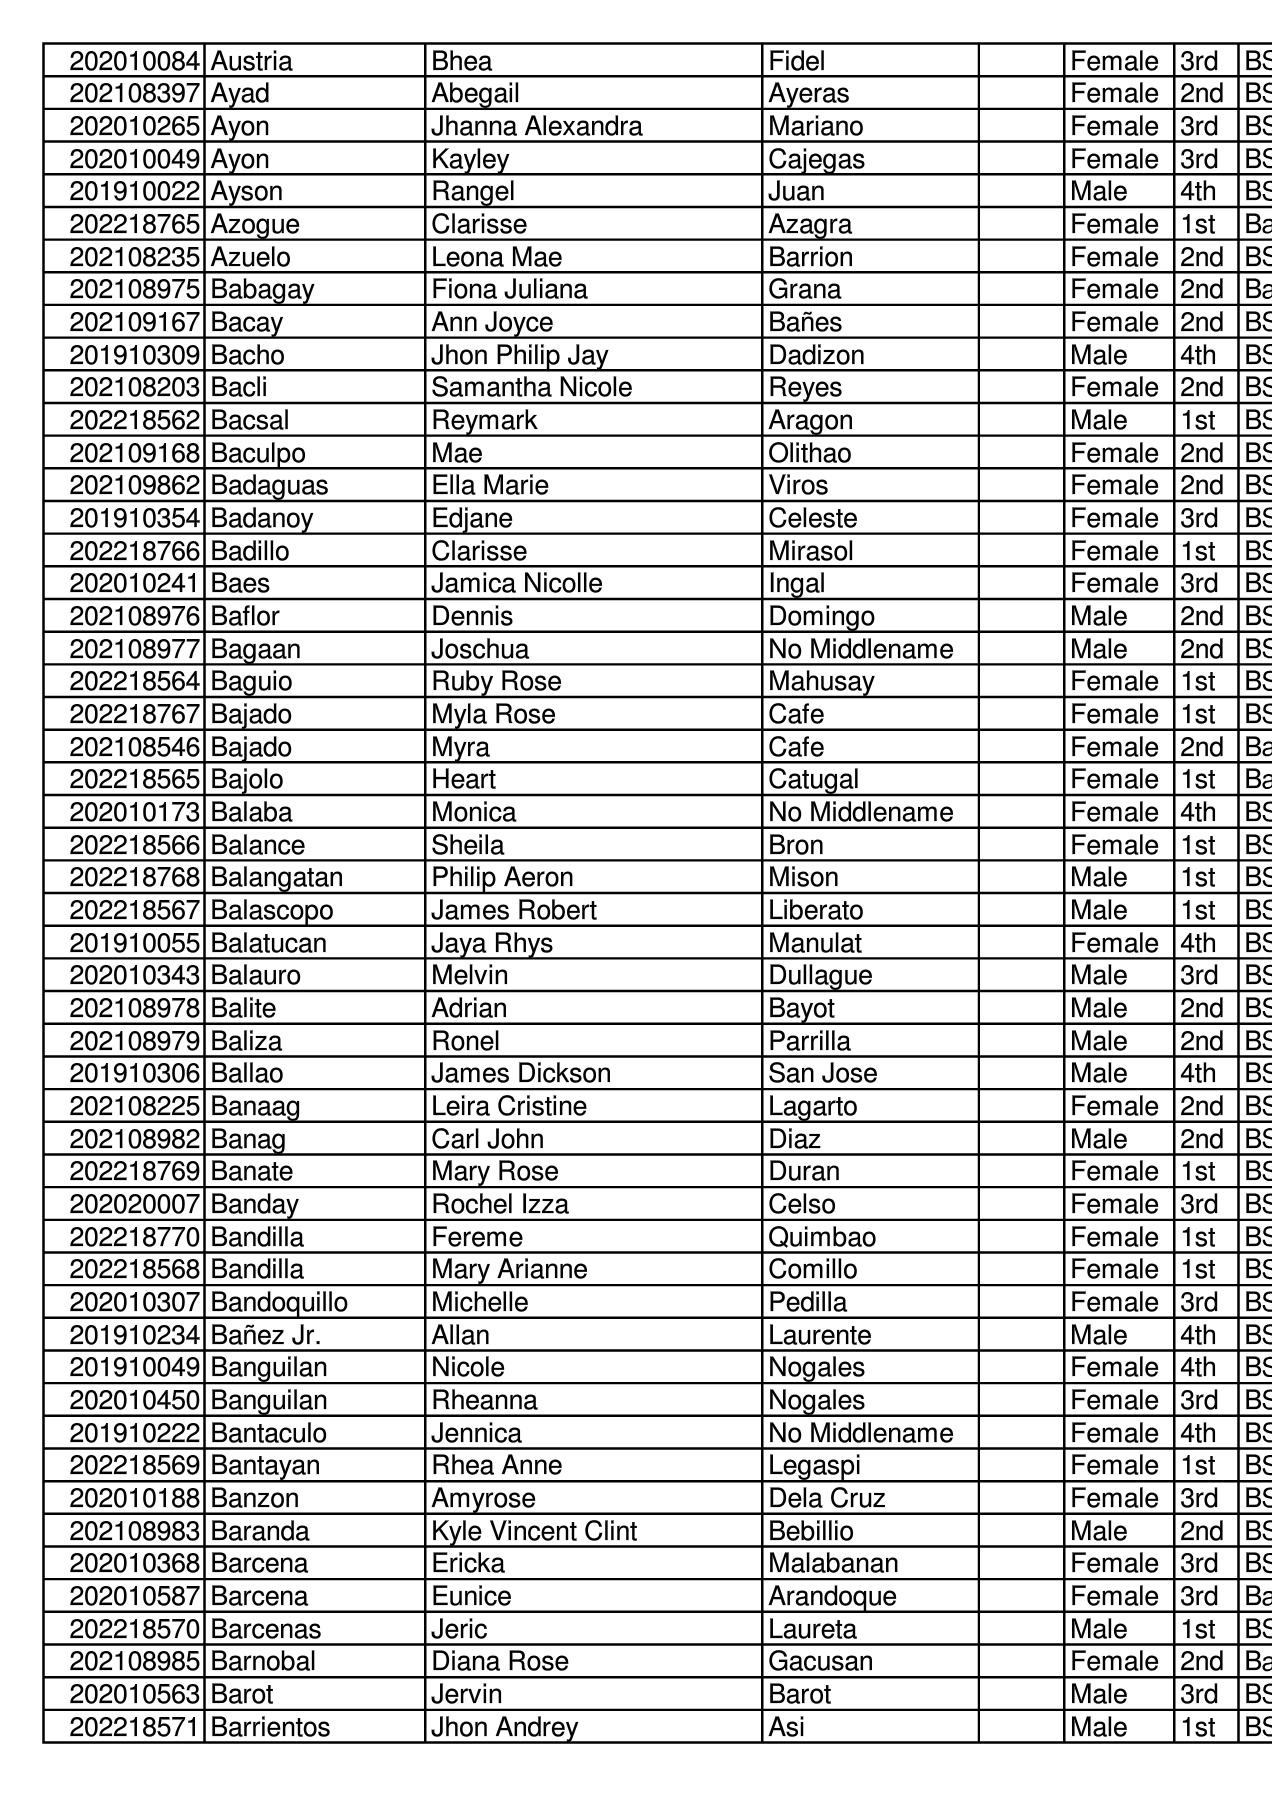 202010084 Austria Bhea Fidel Female 3rd BS
202108397 Ayad Abegail Ayeras Female 2nd BS
202010265 Ayon Jhanna Alexandra Mariano Female 3rd BS
202010049 Ayon Kayley Cajegas Female 3rd BS
201910022 Ayson Rangel Juan Male 4th BS
202218765 Azogue Clarisse Azagra Female 1st Ba
202108235 Azuelo Leona Mae Barrion Female 2nd BS
202108975 Babagay Fiona Juliana Grana Female 2nd Ba
202109167 Bacay Ann Joyce Bañes Female 2nd BS
201910309 Bacho Jhon Philip Jay Dadizon Male 4th BS
202108203 Bacli Samantha Nicole Reyes Female 2nd BS
202218562 Bacsal Reymark Aragon Male 1st BS
202109168 Baculpo Mae Olithao Female 2nd BS
202109862 Badaguas Ella Marie Viros Female 2nd BS
201910354 Badanoy Edjane Celeste Female 3rd BS
202218766 Badillo Clarisse Mirasol Female 1st BS
202010241 Baes Jamica Nicolle Ingal Female 3rd BS
202108976 Baflor Dennis Domingo Male 2nd BS
202108977 Bagaan Joschua No Middlename Male 2nd BS
202218564 Baguio Ruby Rose Mahusay Female 1st BS
202218767 Bajado Myla Rose Cafe Female 1st BS
202108546 Bajado Myra Cafe Female 2nd Ba
202218565 Bajolo Heart Catugal Female 1st Ba
202010173 Balaba Monica No Middlename Female 4th BS
202218566 Balance Sheila Bron Female 1st BS
202218768 Balangatan Philip Aeron Mison Male 1st BS
202218567 Balascopo James Robert Liberato Male 1st BS
201910055 Balatucan Jaya Rhys Manulat Female 4th BS
202010343 Balauro Melvin Dullague Male 3rd BS
202108978 Balite Adrian Bayot Male 2nd BS
202108979 Baliza Ronel Parrilla Male 2nd BS
201910306 Ballao James Dickson San Jose Male 4th BS
202108225 Banaag Leira Cristine Lagarto Female 2nd BS
202108982 Banag Carl John Diaz Male 2nd BS
202218769 Banate Mary Rose Duran Female 1st BS
202020007 Banday Rochel Izza Celso Female 3rd BS
202218770 Bandilla Fereme Quimbao Female 1st BS
202218568 Bandilla Mary Arianne Comillo Female 1st BS
202010307 Bandoquillo Michelle Pedilla Female 3rd BS
201910234 Bañez Jr. Allan Laurente Male 4th BS
201910049 Banguilan Nicole Nogales Female 4th BS
202010450 Banguilan Rheanna Nogales Female 3rd BS
201910222 Bantaculo Jennica No Middlename Female 4th BS
202218569 Bantayan Rhea Anne Legaspi Female 1st BS
202010188 Banzon Amyrose Dela Cruz Female 3rd BS
202108983 Baranda Kyle Vincent Clint Bebillio Male 2nd BS
202010368 Barcena Ericka Malabanan Female 3rd BS
202010587 Barcena Eunice Arandoque Female 3rd Ba
202218570 Barcenas Jeric Laureta Male 1st BS
202108985 Barnobal Diana Rose Gacusan Female 2nd Ba
202010563 Barot Jervin Barot Male 3rd BS
202218571 Barrientos Jhon Andrey Asi Male 1st BS